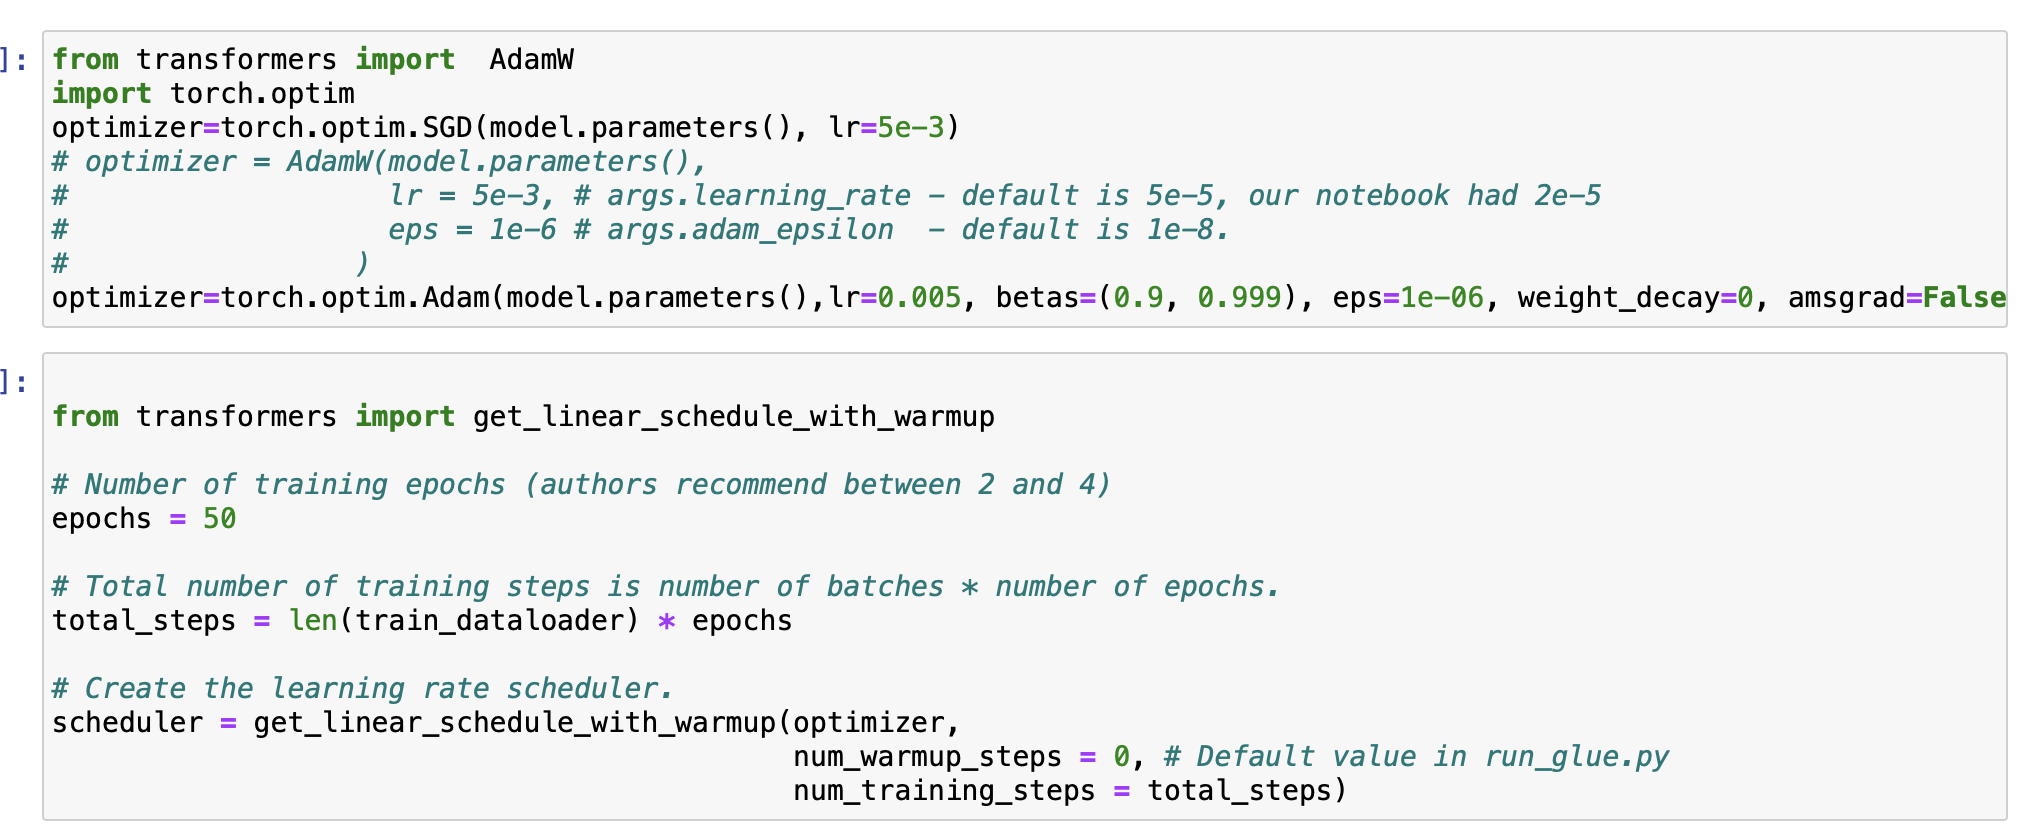 ]: from transformers import  AdamW
import torch.optim
optimizer=torch.optim.SGD(model.parameters(), lr=5e-3)
# optimizer = AdamW(model.parameters(),
#                   lr = 5e-3, # args.learning_rate - default is 5e-5, our notebook had 2e-5
#                   eps = 1e-6 # args.adam_epsilon  - default is 1e-8.
#                 )
optimizer=torch.optim.Adam(model.parameters(),lr=0.005, betas=(0.9, 0.999), eps=1e-06, weight_decay=0, amsgrad=False
]:
from transformers import get_linear_schedule_with_warmup
# Number of training epochs (authors recommend between 2 and 4)
epochs = 50
# Total number of training steps is number of batches * number of epochs.
total_steps = len(train_dataloader) * epochs
# Create the learning rate scheduler.
scheduler = get_linear_schedule_with_warmup(optimizer,
                                            num_warmup_steps = 0, # Default value in run_glue.py
                                            num_training_steps = total_steps)